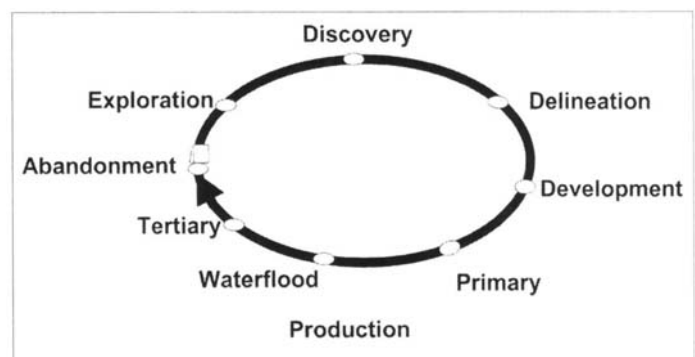 Discovery
Exploration
Delineation
Abandonment
Development
Tertiary
Waterflood
Primary
Production